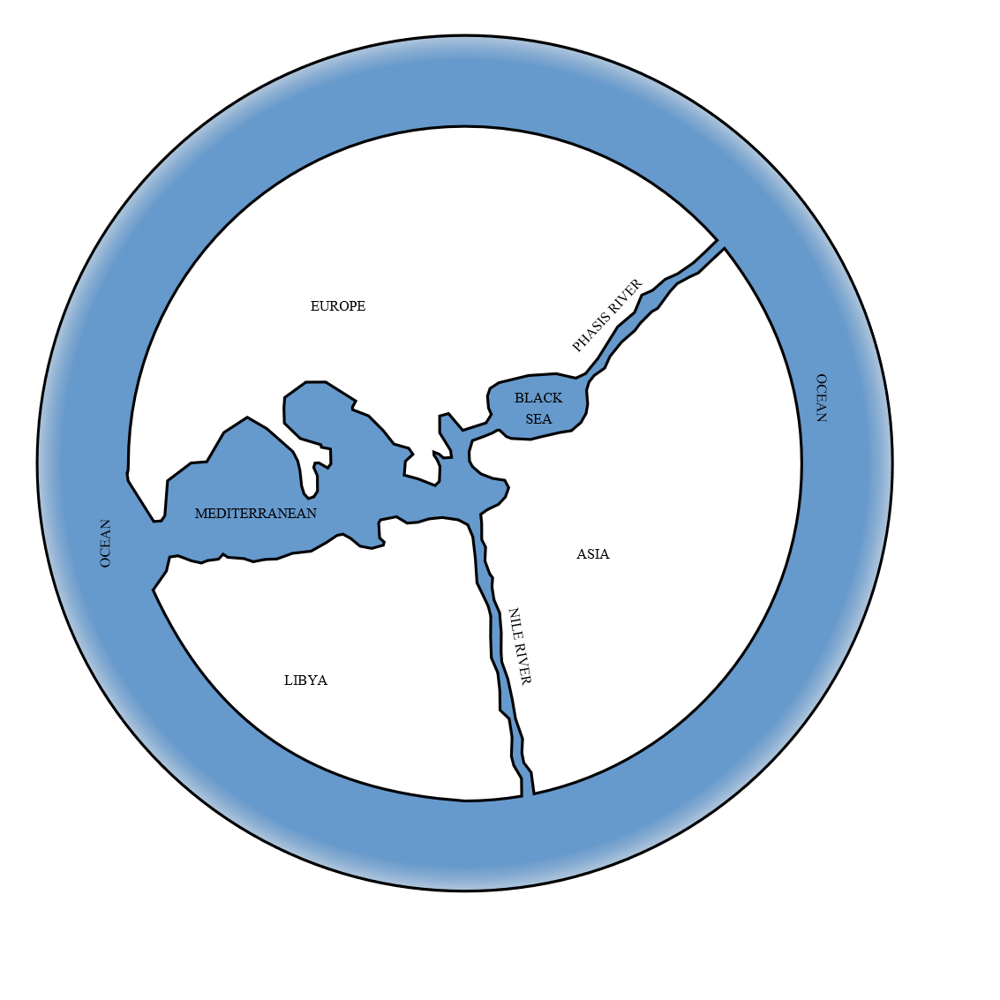 EUROPE
PHASIS RIVER
BLACK
SEA
OCEAN
MEDITERRANEAN
OCEAN
ASIA
NILE RIVER
LIBYA